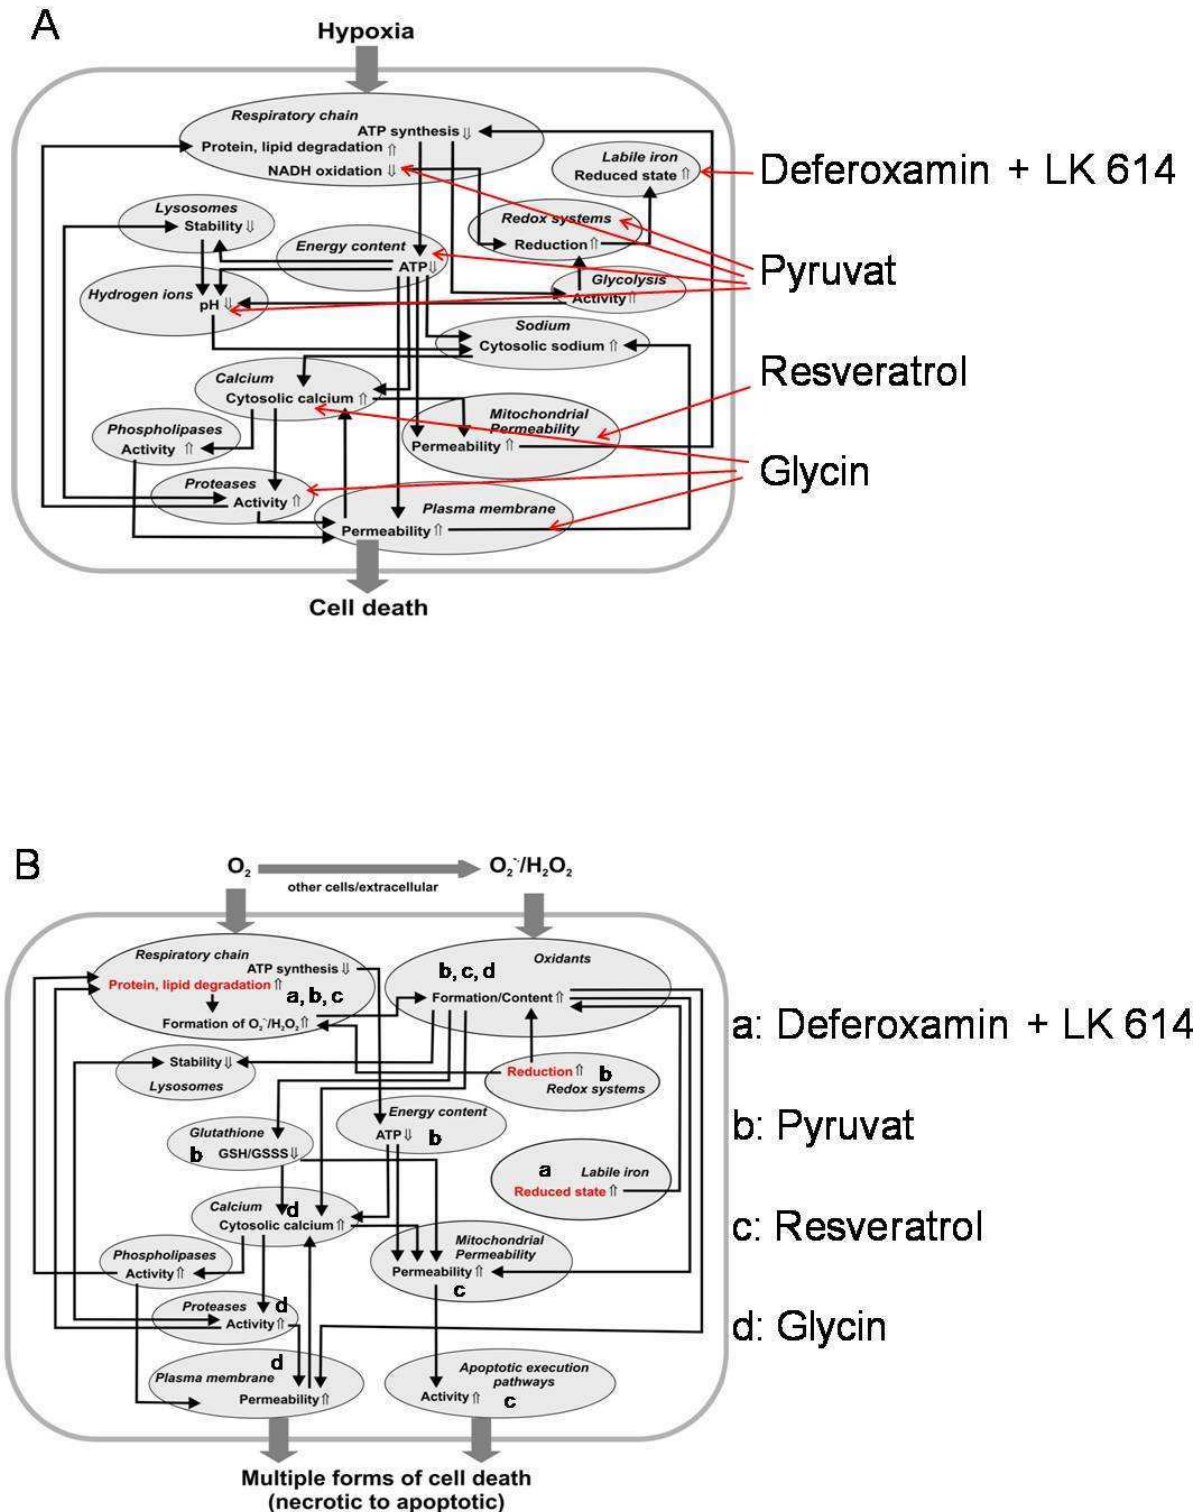 A
Hypoxia
Respiratory chain
ATP synthesis ⇓
Protein, lipid degradation ⇑
NADH oxidation ⇓
Labile iron
Reduced state ⇑
Deferoxamin + LK 614
Lysosomes
Stability ⇓
Redox systems
Reduction ⇑
Energy content
ATP ⇓
Pyruvat
Hydrogen ions
pH ⇓
Glycolysis
Activity ⇑
Sodium
Cytosolic sodium ⇑
Resveratrol
Calcium
Cytosolic calcium ⇑
Mitochondrial
Permeability
Permeability ⇑
Phospholipases
Activity ⇑
Glycin
Proteases
Activity ⇑
Plasma membrane
Permeability ⇑
Cell death
B
O₂
O₂⁻˙/H₂O₂
other cells/extracellular
Respiratory chain
ATP synthesis ⇓
Protein, lipid degradation ⇑
a, b, c
Formation of O₂⁻˙/H₂O₂ ⇑
Oxidants
b, c, d
Formation/Content ⇑
a: Deferoxamin + LK 614
Stability ⇓
Lysosomes
Reduction ⇑ b
Redox systems
Energy content
ATP ⇓ b
b: Pyruvat
Glutathione
b GSH/GSSS ⇓
a Labile iron
Reduced state ⇑
Calcium d
Cytosolic calcium ⇑
c: Resveratrol
Mitochondrial
Permeability
Permeability ⇑
c
Phospholipases
Activity ⇑
Proteases d
Activity ⇑
d: Glycin
d
Plasma membrane
Permeability ⇑
Apoptotic execution
pathways
Activity ⇑ c
Multiple forms of cell death
(necrotic to apoptotic)